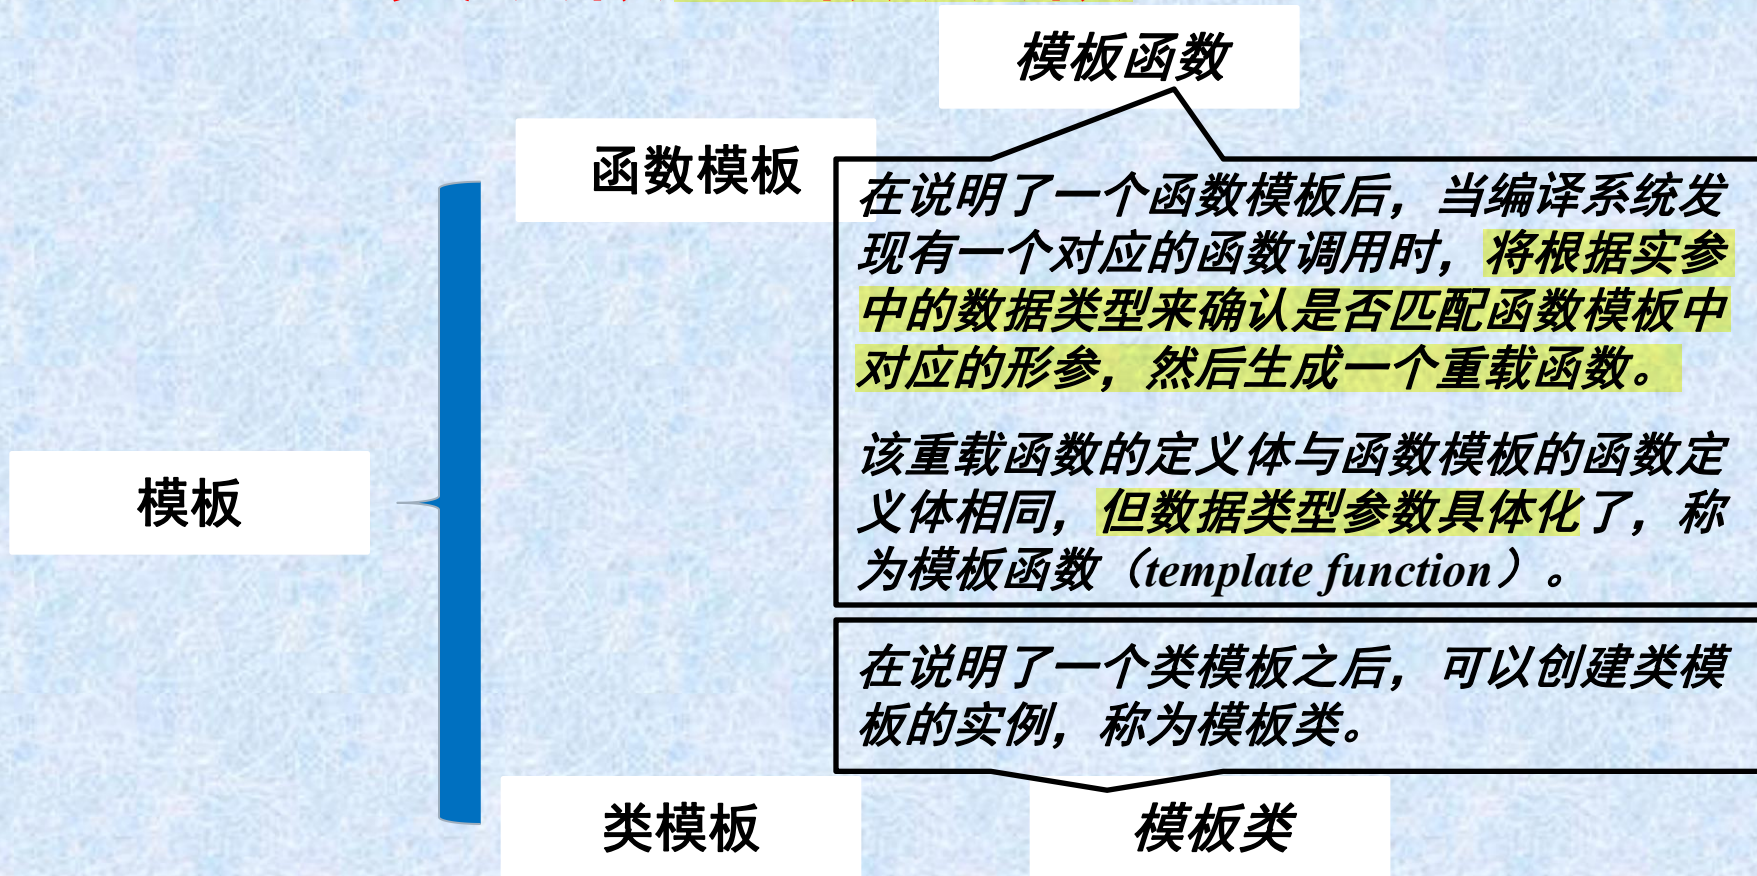 模板函数
函数模板
在说明了一个函数模板后，当编译系统发
现有一个对应的函数调用时，将根据实参
中的数据类型来确认是否匹配函数模板中
对应的形参，然后生成一个重载函数。
该重载函数的定义体与函数模板的函数定
义体相同，但数据类型参数具体化了，称
为模板函数（template function）。
模板
在说明了一个类模板之后，可以创建类模
板的实例，称为模板类。
类模板
模板类